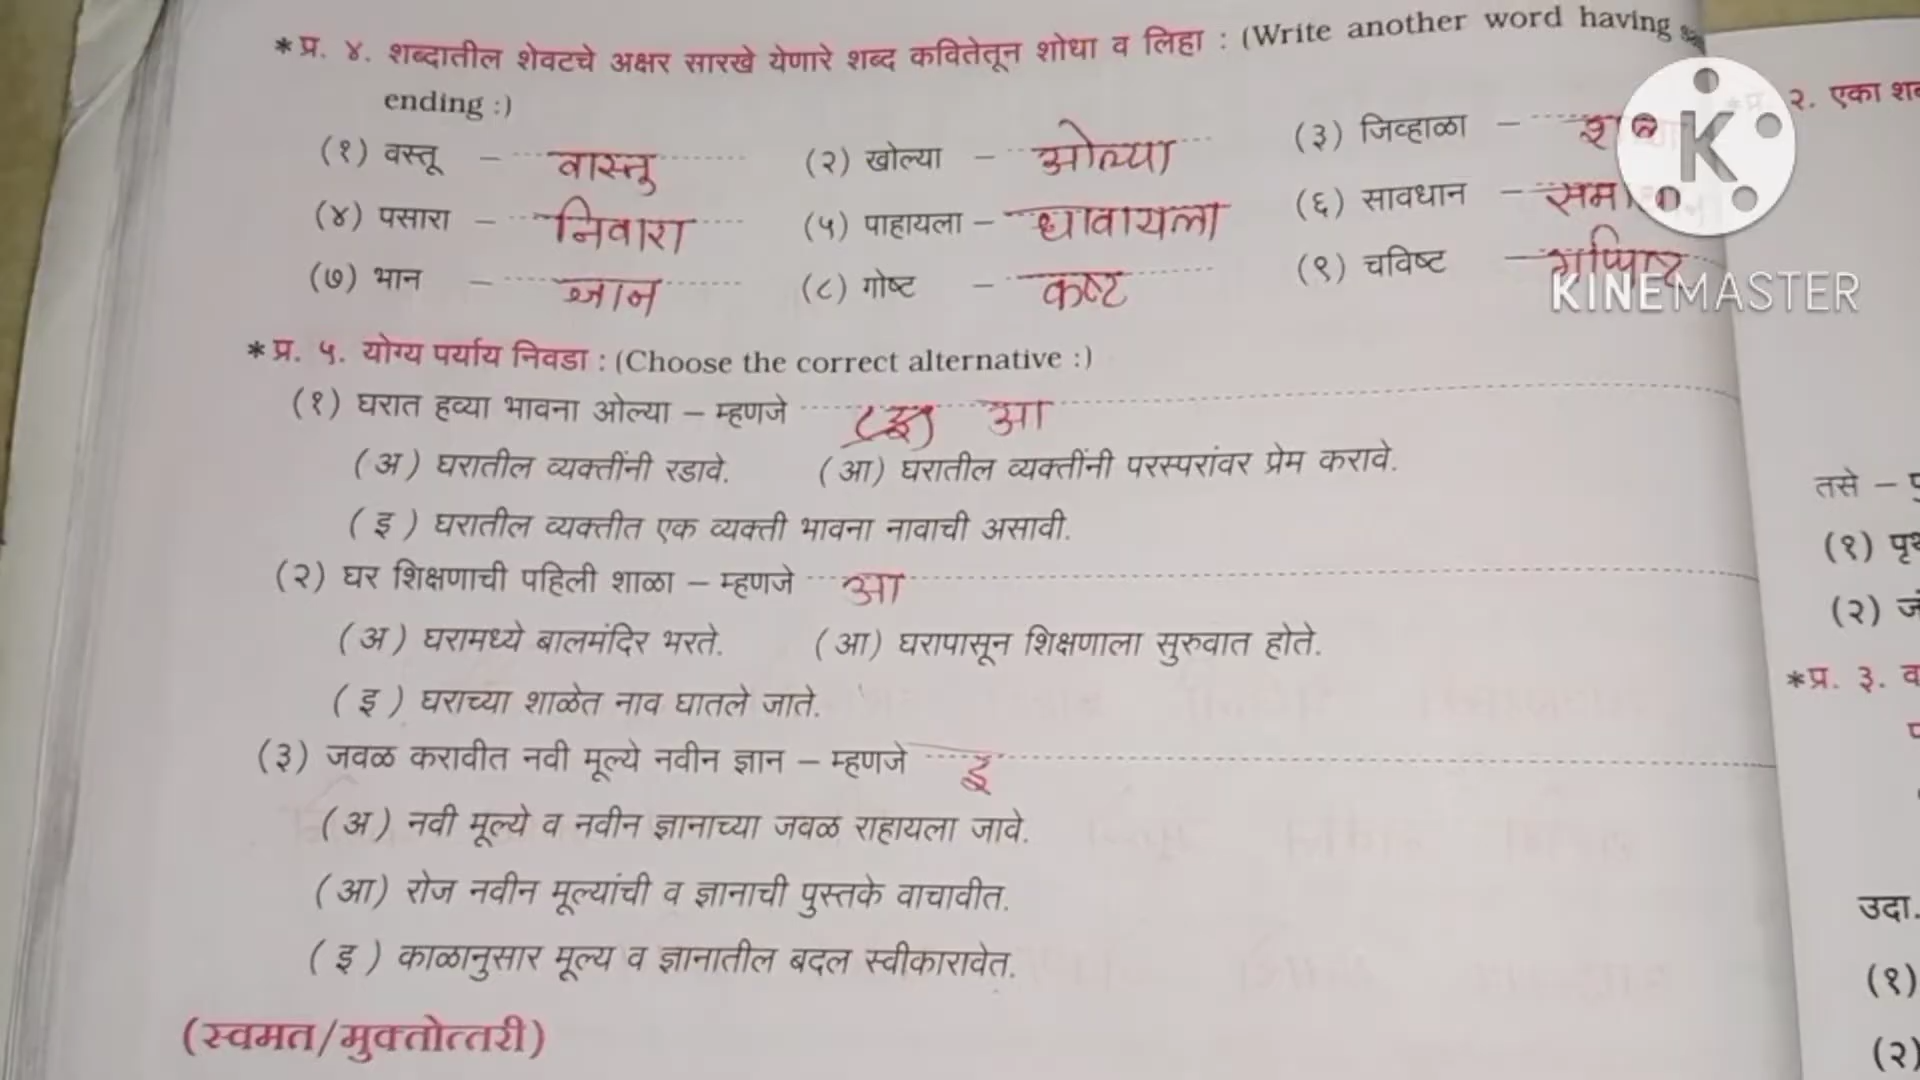 *प्र. ४. शब्दातील शेवटचे अक्षर सारखे येणारे शब्द कवितेतून शोधा व लिहा : (Write another word having
ending :)
(१) वस्तू – वास्तु (२) खोल्या – ओल्या (३) जिव्हाळा –
(४) पसारा – निवारा (५) पाहायला – धावायला (६) सावधान –
(७) भान – ज्ञान (८) गोष्ट – कष्ट (९) चविष्ट –
K
KINEMASTER
*प्र. ५. योग्य पर्याय निवडा : (Choose the correct alternative :)
(१) घरात हव्या भावना ओल्या – म्हणजे आ
(अ) घरातील व्यक्तींनी रडावे. (आ) घरातील व्यक्तींनी परस्परांवर प्रेम करावे.
(इ) घरातील व्यक्तीत एक व्यक्ती भावना नावाची असावी.
(२) घर शिक्षणाची पहिली शाळा – म्हणजे आ
(अ) घरामध्ये बालमंदिर भरते. (आ) घरापासून शिक्षणाला सुरुवात होते.
(इ) घराच्या शाळेत नाव घातले जाते.
(३) जवळ करावीत नवी मूल्ये नवीन ज्ञान – म्हणजे इ
(अ) नवी मूल्ये व नवीन ज्ञानाच्या जवळ राहायला जावे.
(आ) रोज नवीन मूल्यांची व ज्ञानाची पुस्तके वाचावीत.
(इ) काळानुसार मूल्य व ज्ञानातील बदल स्वीकारावेत.
(स्वमत/मुक्तोत्तरी)
२. एका
तसे –
(१)
(२)
*प्र. ३.
उदा.
(१)
(२)